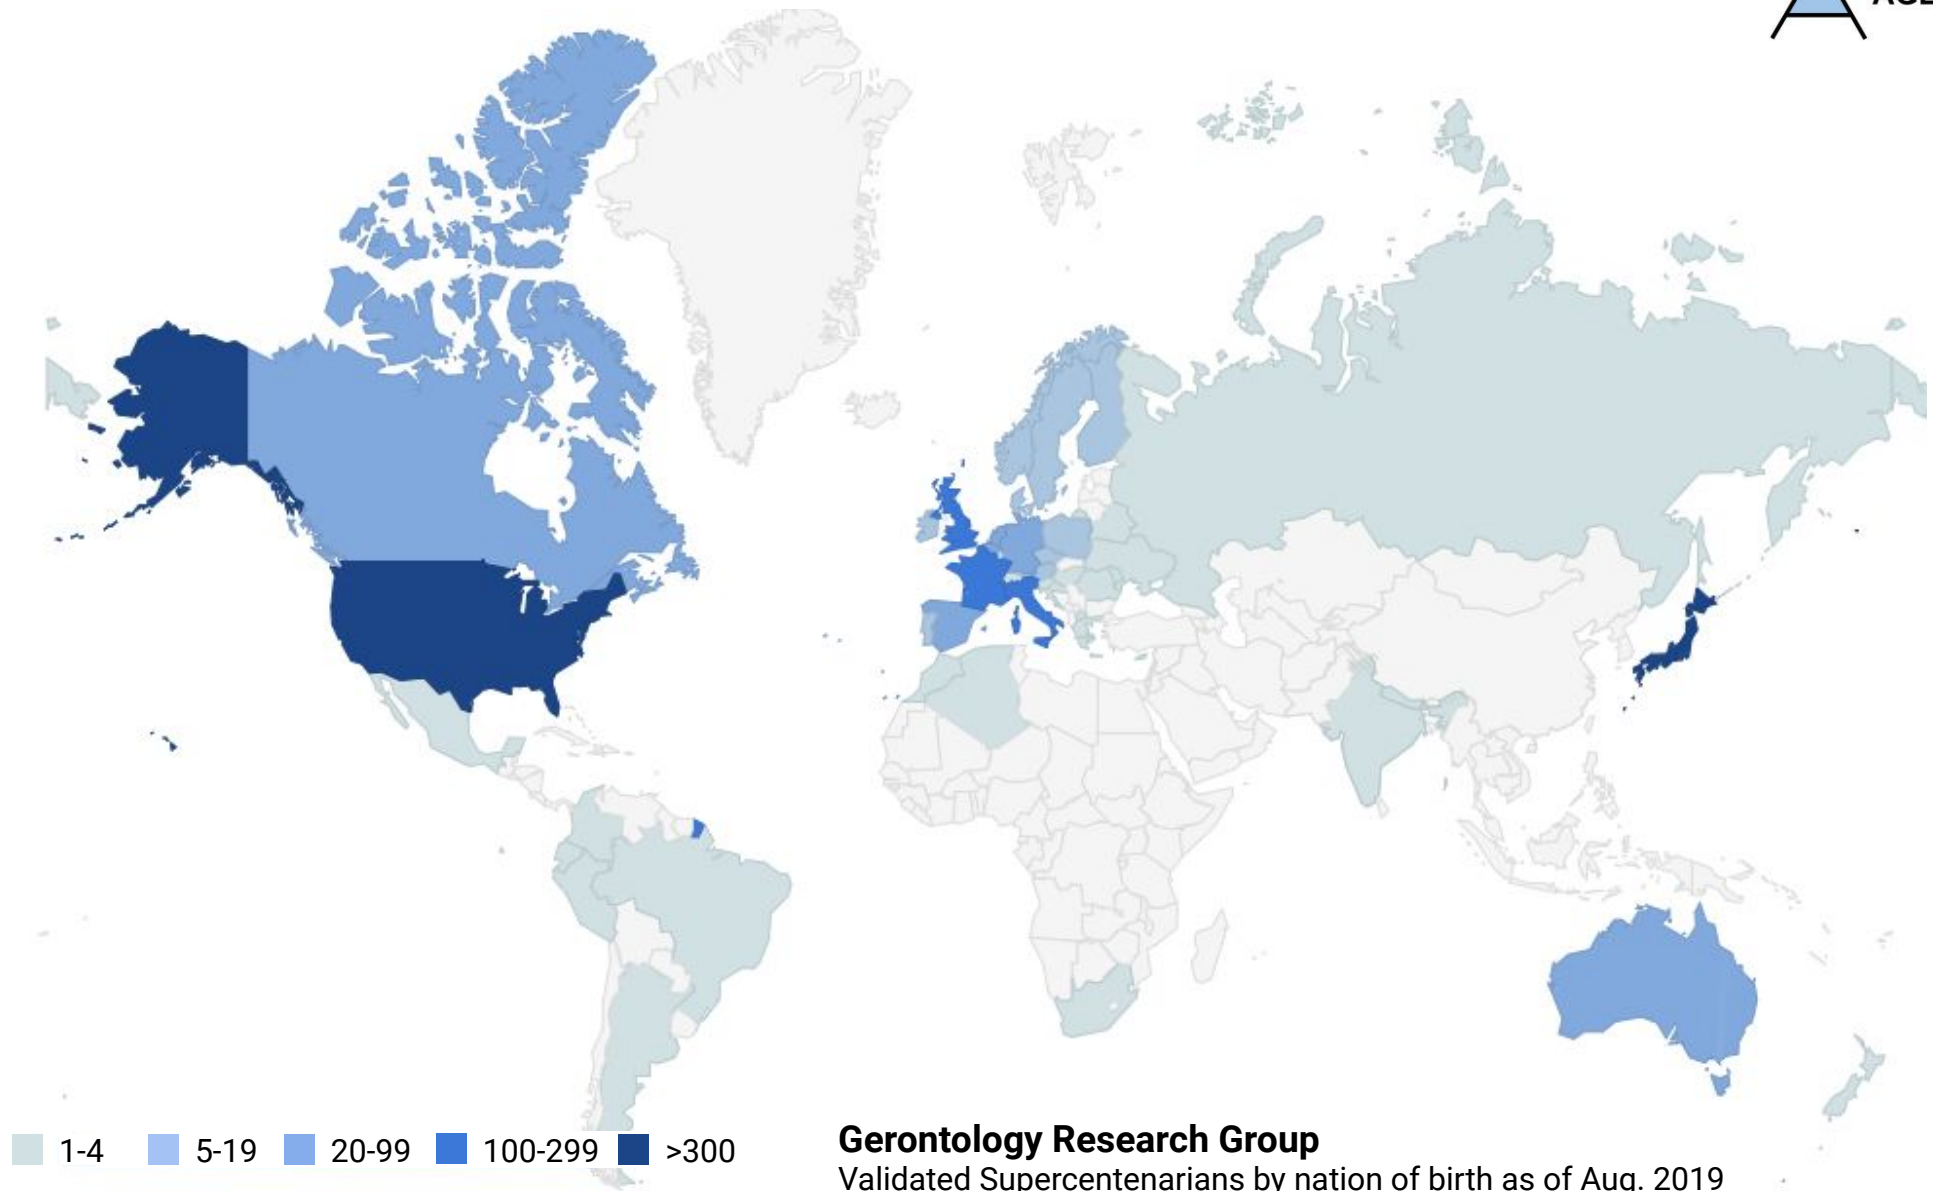 1-4 5-19 20-99 100-299 >300
Gerontology Research Group
Validated Supercentenarians by nation of birth as of Aug. 2019